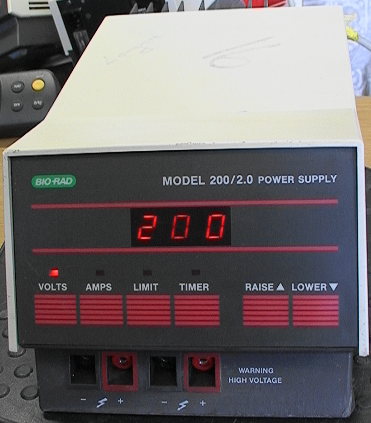 BIO-RAD
MODEL 200/2.0 POWER SUPPLY
200
VOLTS AMPS LIMIT TIMER RAISE ▲ LOWER ▼
WARNING
HIGH VOLTAGE
− + − +